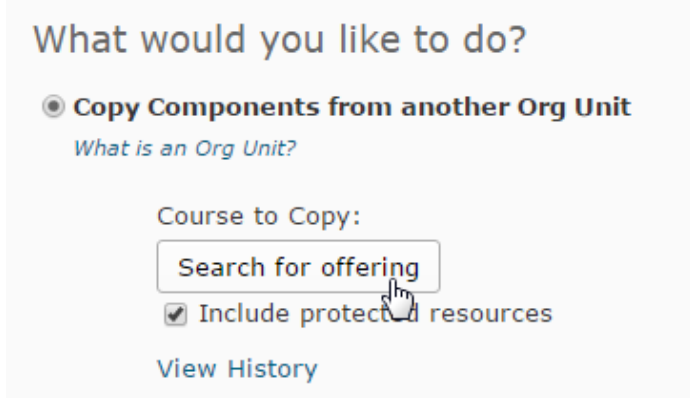 What would you like to do?
Copy Components from another Org Unit
What is an Org Unit?
Course to Copy:
Search for offering
Include protected resources
View History